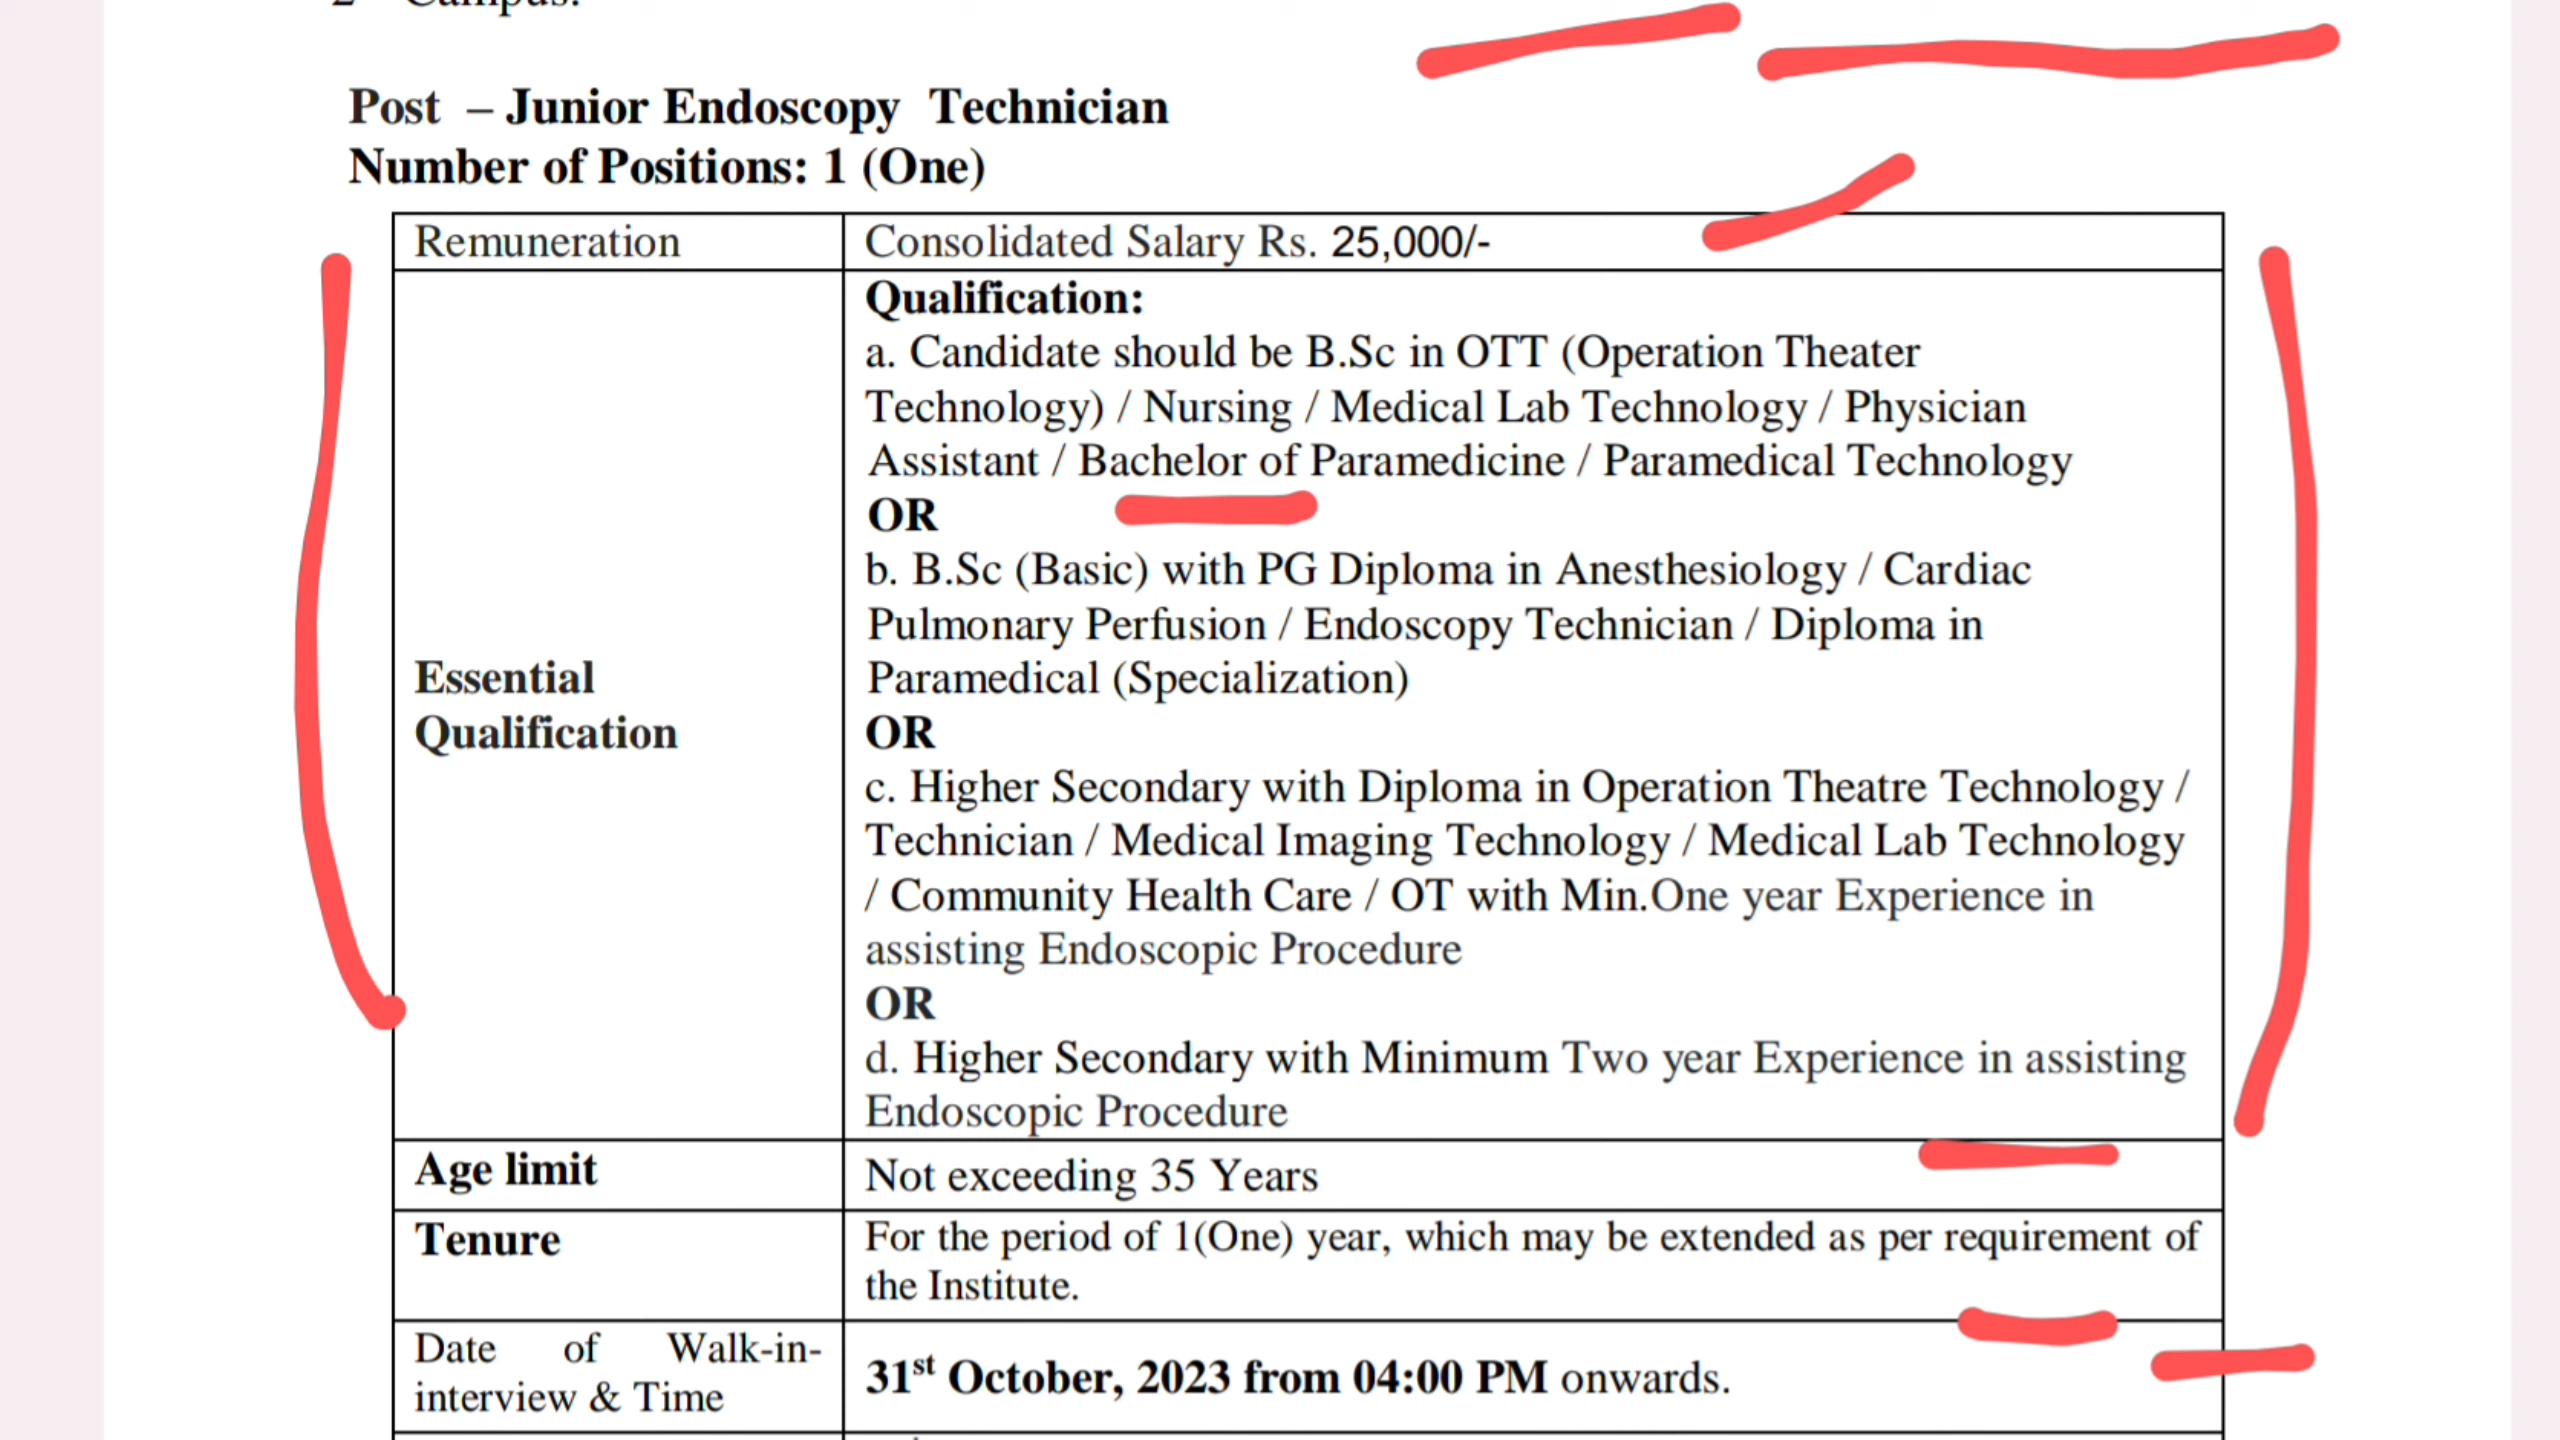 Post – Junior Endoscopy Technician
Number of Positions: 1 (One)
Remuneration
Consolidated Salary Rs. 25,000/-
Essential
Qualification
Qualification:
a. Candidate should be B.Sc in OTT (Operation Theater
Technology) / Nursing / Medical Lab Technology / Physician
Assistant / Bachelor of Paramedicine / Paramedical Technology
OR
b. B.Sc (Basic) with PG Diploma in Anesthesiology / Cardiac
Pulmonary Perfusion / Endoscopy Technician / Diploma in
Paramedical (Specialization)
OR
c. Higher Secondary with Diploma in Operation Theatre Technology /
Technician / Medical Imaging Technology / Medical Lab Technology
/ Community Health Care / OT with Min.One year Experience in
assisting Endoscopic Procedure
OR
d. Higher Secondary with Minimum Two year Experience in assisting
Endoscopic Procedure
Age limit
Not exceeding 35 Years
Tenure
For the period of 1(One) year, which may be extended as per requirement of
the Institute.
Date of Walk-in-
interview & Time
31st October, 2023 from 04:00 PM onwards.